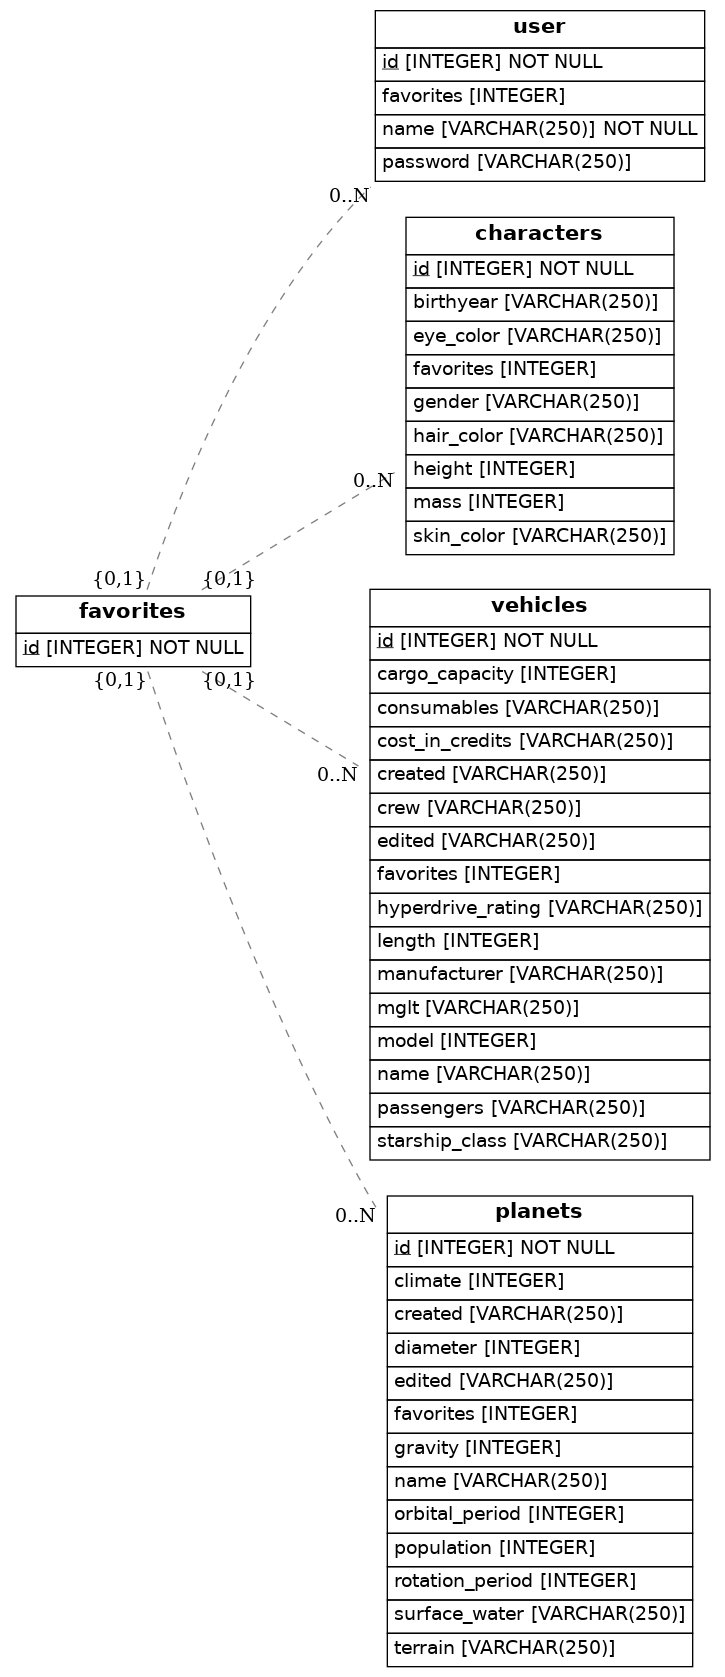 user
id [INTEGER] NOT NULL
favorites [INTEGER]
name [VARCHAR(250)] NOT NULL
password [VARCHAR(250)]
0..N
characters
id [INTEGER] NOT NULL
birthyear [VARCHAR(250)]
eye_color [VARCHAR(250)]
favorites [INTEGER]
gender [VARCHAR(250)]
hair_color [VARCHAR(250)]
height [INTEGER]
0..N
mass [INTEGER]
skin_color [VARCHAR(250)]
{0,1} {0,1}
favorites
id [INTEGER] NOT NULL
{0,1} {0,1}
vehicles
id [INTEGER] NOT NULL
cargo_capacity [INTEGER]
consumables [VARCHAR(250)]
cost_in_credits [VARCHAR(250)]
created [VARCHAR(250)]
0..N
crew [VARCHAR(250)]
edited [VARCHAR(250)]
favorites [INTEGER]
hyperdrive_rating [VARCHAR(250)]
length [INTEGER]
manufacturer [VARCHAR(250)]
mglt [VARCHAR(250)]
model [INTEGER]
name [VARCHAR(250)]
passengers [VARCHAR(250)]
starship_class [VARCHAR(250)]
0..N
planets
id [INTEGER] NOT NULL
climate [INTEGER]
created [VARCHAR(250)]
diameter [INTEGER]
edited [VARCHAR(250)]
favorites [INTEGER]
gravity [INTEGER]
name [VARCHAR(250)]
orbital_period [INTEGER]
population [INTEGER]
rotation_period [INTEGER]
surface_water [VARCHAR(250)]
terrain [VARCHAR(250)]